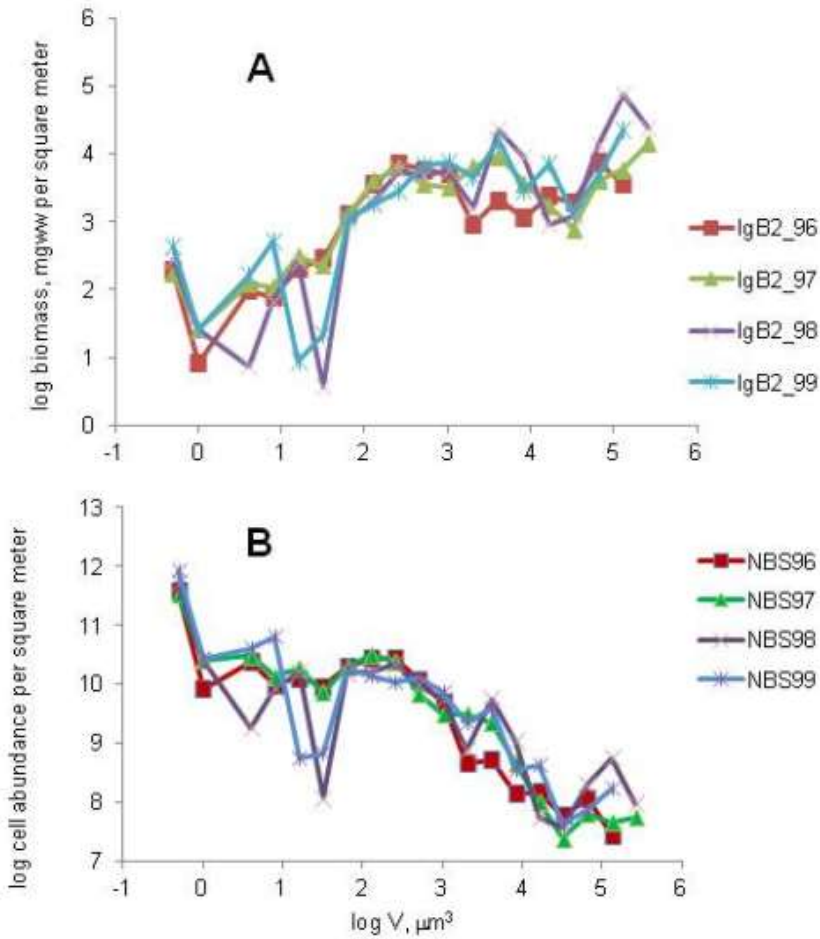 A
log biomass, mgww per square meter
6
5
4
3
2
1
0
-1 0 1 2 3 4 5 6
lgB2_96
lgB2_97
lgB2_98
lgB2_99
B
log cell abundance per square meter
13
12
11
10
9
8
7
-1 0 1 2 3 4 5 6
log V, µm³
NBS96
NBS97
NBS98
NBS99